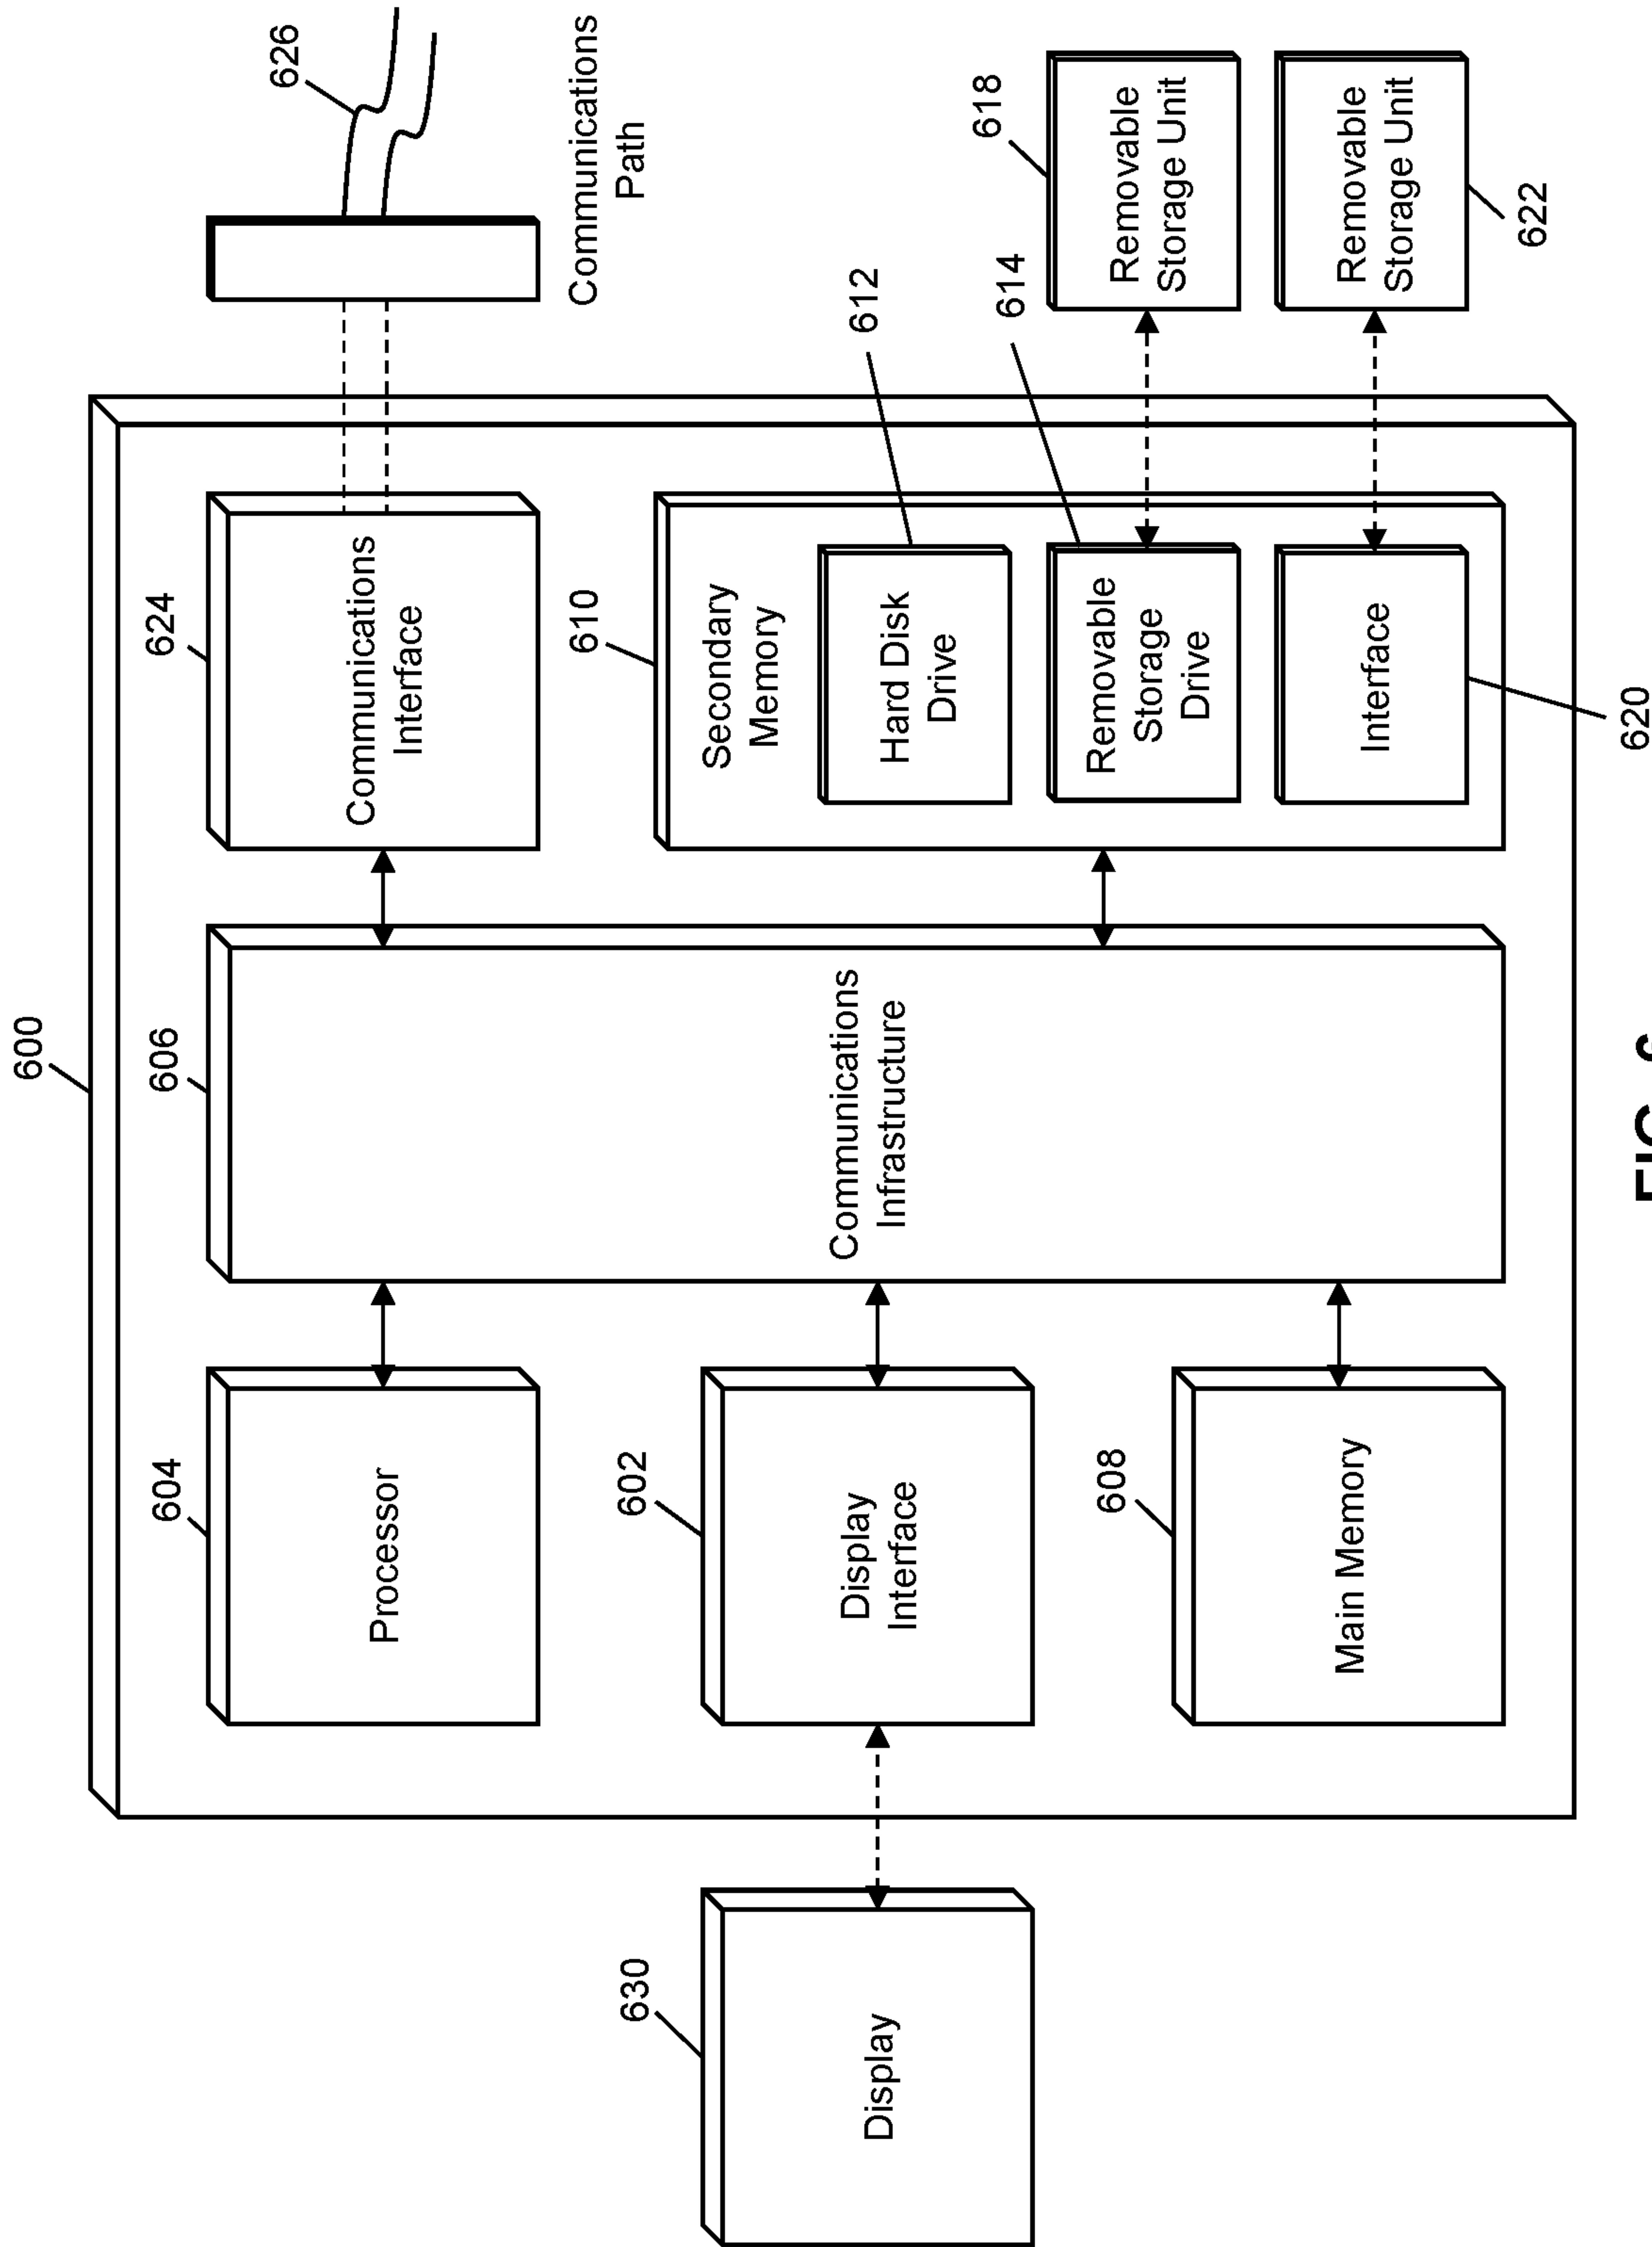 600
604
606
624
626
Processor
Communications
Infrastructure
Communications
Interface
Communications
Path
630
602
610
Display
Display
Interface
Secondary
Memory
612
Hard Disk
Drive
608
614
618
Main Memory
Removable
Storage
Drive
Removable
Storage Unit
Interface
Removable
Storage Unit
620
622